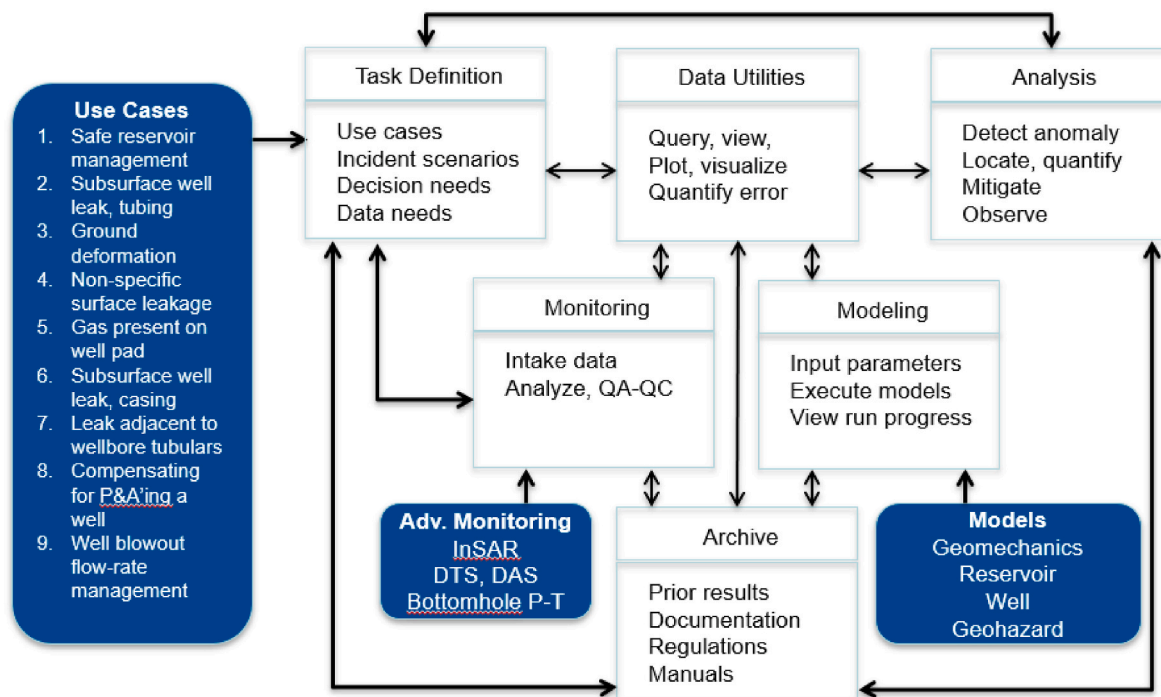 Use Cases
1. Safe reservoir
management
2. Subsurface well
leak, tubing
3. Ground
deformation
4. Non-specific
surface leakage
5. Gas present on
well pad
6. Subsurface well
leak, casing
7. Leak adjacent to
wellbore tubulars
8. Compensating
for P&A'ing a
well
9. Well blowout
flow-rate
management
Task Definition
Use cases
Incident scenarios
Decision needs
Data needs
Data Utilities
Query, view,
Plot, visualize
Quantify error
Analysis
Detect anomaly
Locate, quantify
Mitigate
Observe
Monitoring
Intake data
Analyze, QA-QC
Modeling
Input parameters
Execute models
View run progress
Adv. Monitoring
InSAR
DTS, DAS
Bottomhole P-T
Archive
Prior results
Documentation
Regulations
Manuals
Models
Geomechanics
Reservoir
Well
Geohazard